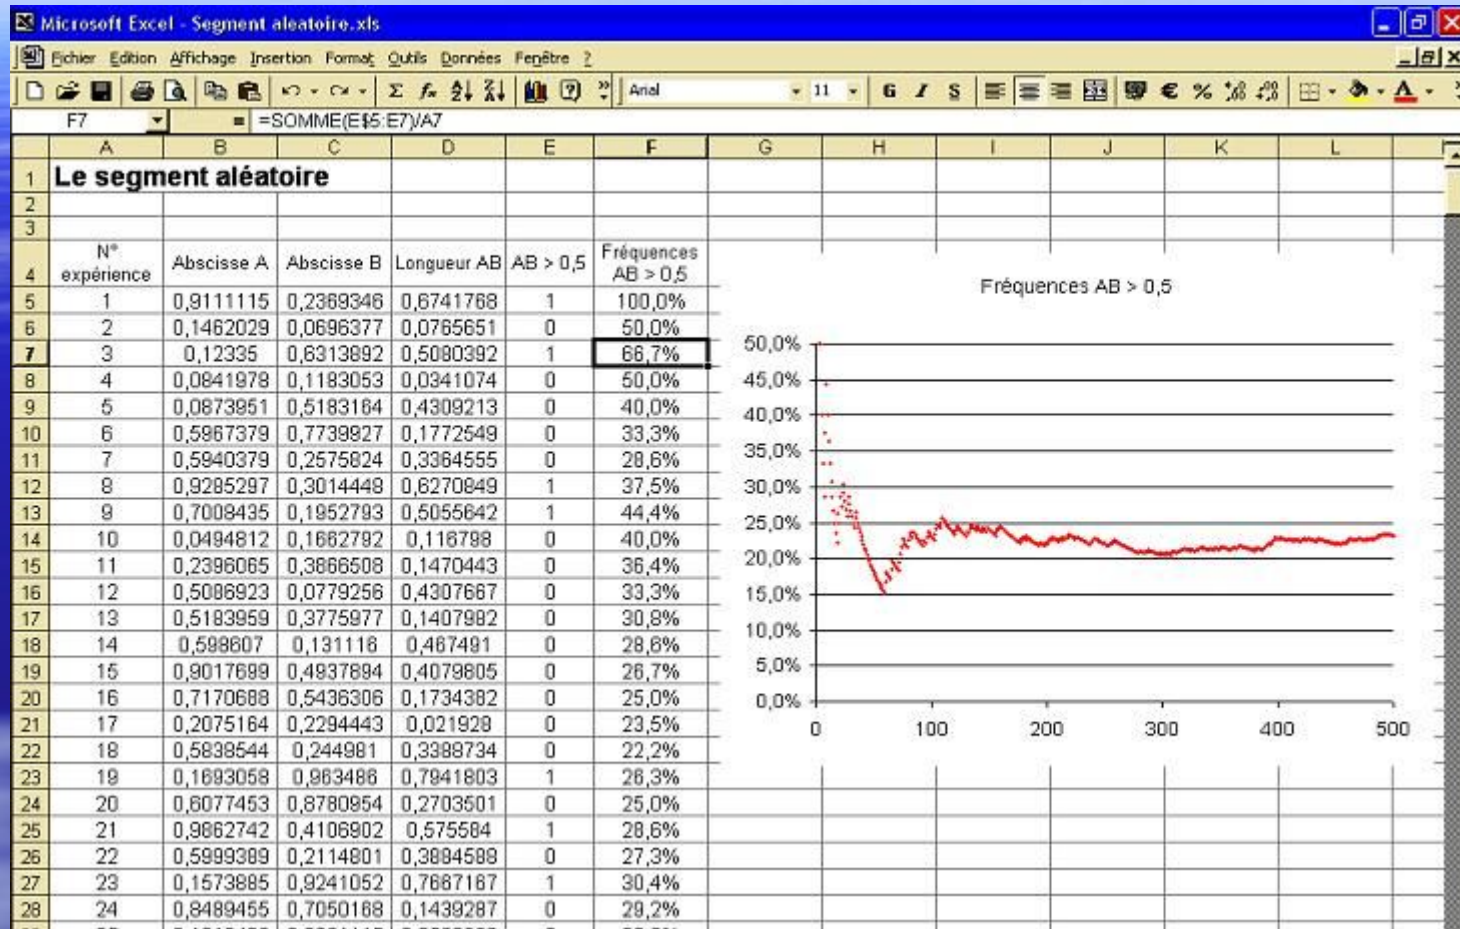 Microsoft Excel - Segment aleatoire.xls
Fichier Edition Affichage Insertion Format Outils Données Fenêtre ?
Arial 11 G I S € %
F7 = =SOMME(E$5:E7)/A7
A B C D E F G H I J K L
1 Le segment aléatoire
2
3
4 N° expérience Abscisse A Abscisse B Longueur AB AB > 0,5 Fréquences AB > 0,5
5 1 0,9111115 0,2369346 0,6741768 1 100,0%
6 2 0,1462029 0,0696377 0,0765651 0 50,0%
7 3 0,12335 0,6313892 0,5080392 1 66,7%
8 4 0,0841978 0,1183053 0,0341074 0 50,0%
9 5 0,0873951 0,5183164 0,4309213 0 40,0%
10 6 0,5967379 0,7739927 0,1772549 0 33,3%
11 7 0,5940379 0,2575824 0,3364555 0 28,6%
12 8 0,9285297 0,3014448 0,6270849 1 37,5%
13 9 0,7008435 0,1952793 0,5055642 1 44,4%
14 10 0,0494812 0,1662792 0,116798 0 40,0%
15 11 0,2396065 0,3866508 0,1470443 0 36,4%
16 12 0,5086923 0,0779256 0,4307667 0 33,3%
17 13 0,5183959 0,3775977 0,1407982 0 30,8%
18 14 0,598607 0,131116 0,467491 0 28,6%
19 15 0,9017699 0,4937894 0,4079805 0 26,7%
20 16 0,7170688 0,5436306 0,1734382 0 25,0%
21 17 0,2075164 0,2294443 0,021928 0 23,5%
22 18 0,5838544 0,244981 0,3388734 0 22,2%
23 19 0,1693058 0,963486 0,7941803 1 26,3%
24 20 0,6077453 0,8780954 0,2703501 0 25,0%
25 21 0,9862742 0,4106902 0,575584 1 28,6%
26 22 0,5999389 0,2114801 0,3884588 0 27,3%
27 23 0,1573885 0,9241052 0,7667167 1 30,4%
28 24 0,8489455 0,7050168 0,1439287 0 29,2%
Fréquences AB > 0,5
50,0%
45,0%
40,0%
35,0%
30,0%
25,0%
20,0%
15,0%
10,0%
5,0%
0,0%
0 100 200 300 400 500